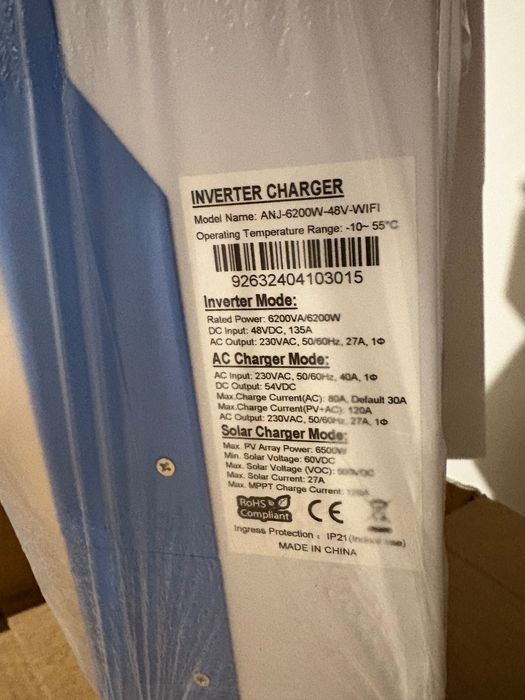 INVERTER CHARGER
Model Name: ANJ-6200W-48V-WIFI
Operating Temperature Range: -10~ 55°C
92632404103015
Inverter Mode:
Rated Power: 6200VA/6200W
DC Input: 48VDC, 135A
AC Output: 230VAC, 50/60Hz, 27A, 1Φ
AC Charger Mode:
AC Input: 230VAC, 50/60Hz, 40A, 1Φ
DC Output: 54VDC
Max.Charge Current(AC): 80A, Default 30A
Max.Charge Current(PV+AC): 120A
AC Output: 230VAC, 50/60Hz, 27A, 1Φ
Solar Charger Mode:
Max. PV Array Power: 6500W
Min. Solar Voltage: 60VDC
Max. Solar Voltage (VOC):
Max. Solar Current: 27A
Max. MPPT Charge Current:
RoHS
Compliant
CE
Ingress Protection : IP21
MADE IN CHINA